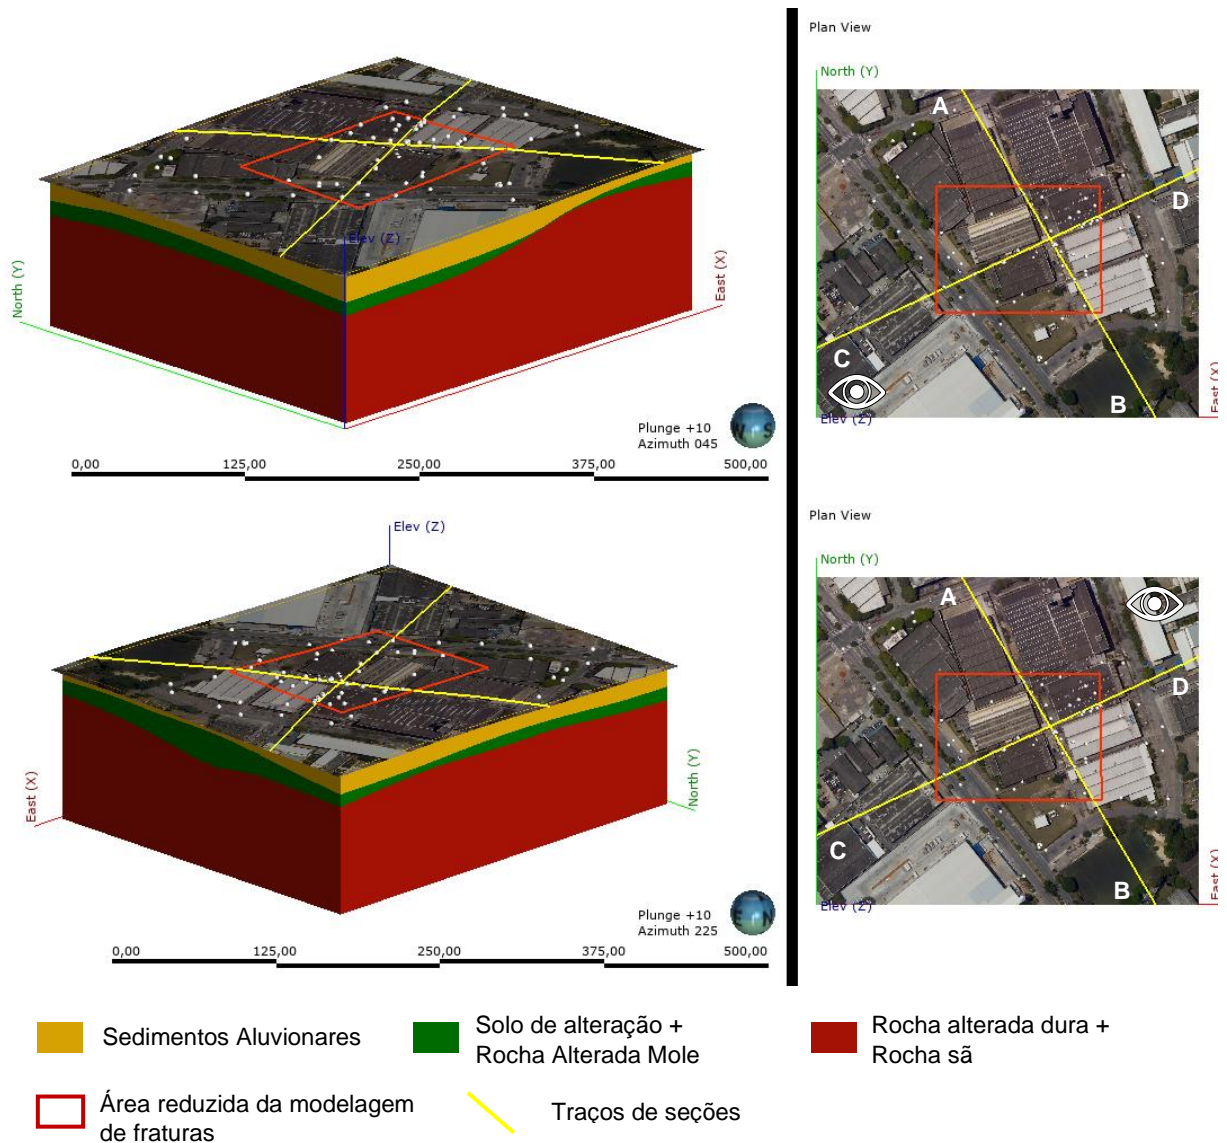 Plan View
North (Y)
A
D
C
B
Elev (Z)
East (X)
Elev (Z)
North (Y)
East (X)
W S
Plunge +10
Azimuth 045
0,00 125,00 250,00 375,00 500,00
Plan View
North (Y)
A
D
C
B
Elev (Z)
East (X)
Elev (Z)
East (X)
North (Y)
E N
Plunge +10
Azimuth 225
0,00 125,00 250,00 375,00 500,00
Sedimentos Aluvionares
Solo de alteração +
Rocha Alterada Mole
Rocha alterada dura +
Rocha sã
Área reduzida da modelagem
de fraturas
Traços de seções